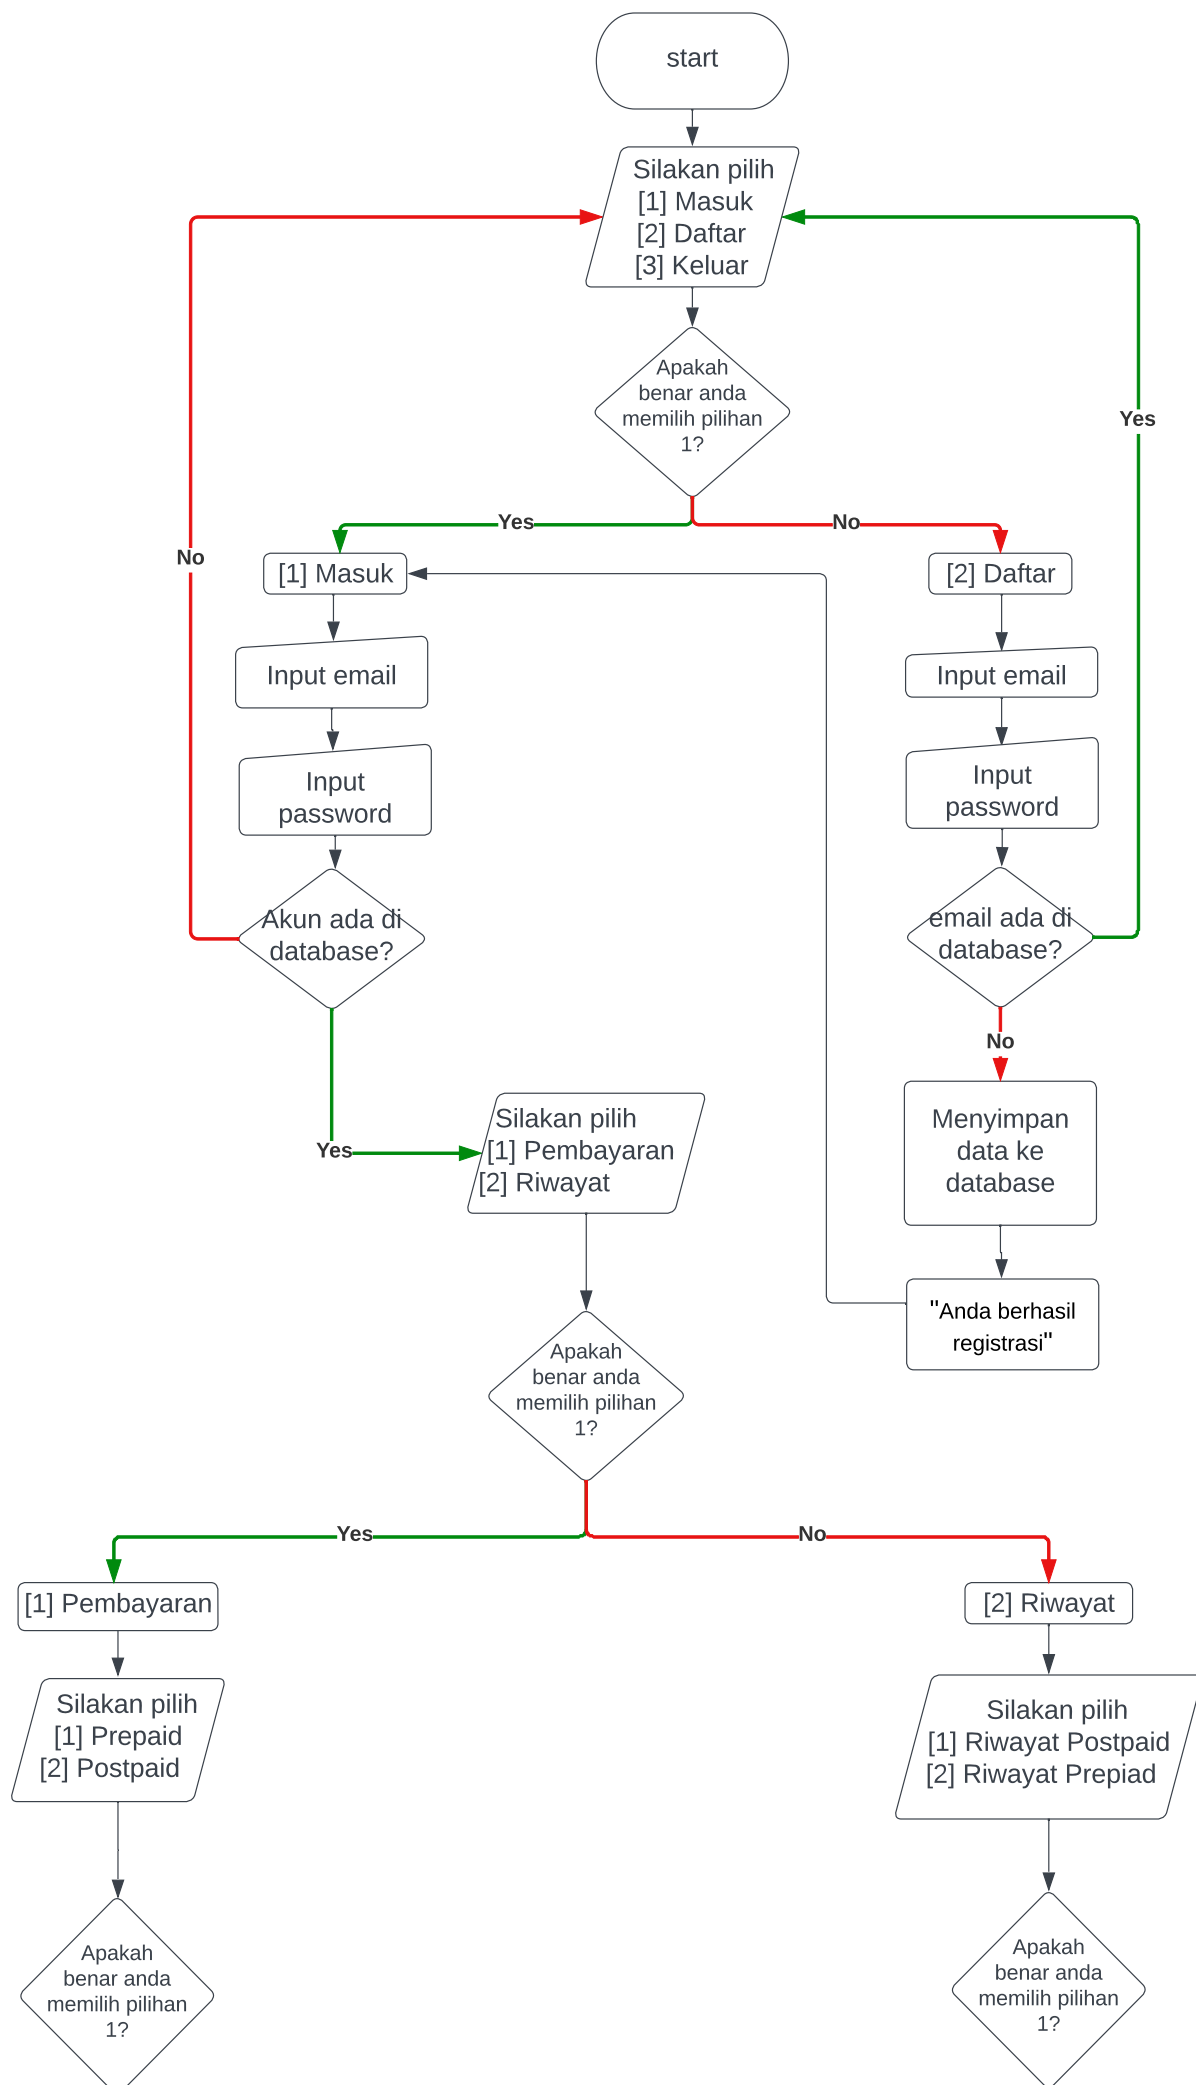 start
Silakan pilih
[1] Masuk
[2] Daftar
[3] Keluar
Apakah
benar anda
memilih pilihan
1?
Yes
Yes
No
No
[1] Masuk
[2] Daftar
Input email
Input email
Input
password
Input
password
Akun ada di
database?
email ada di
database?
No
Menyimpan
data ke
database
Yes
Silakan pilih
[1] Pembayaran
[2] Riwayat
"Anda berhasil
registrasi"
Apakah
benar anda
memilih pilihan
1?
Yes
No
[1] Pembayaran
[2] Riwayat
Silakan pilih
[1] Prepaid
[2] Postpaid
Silakan pilih
[1] Riwayat Postpaid
[2] Riwayat Prepiad
Apakah
benar anda
memilih pilihan
1?
Apakah
benar anda
memilih pilihan
1?